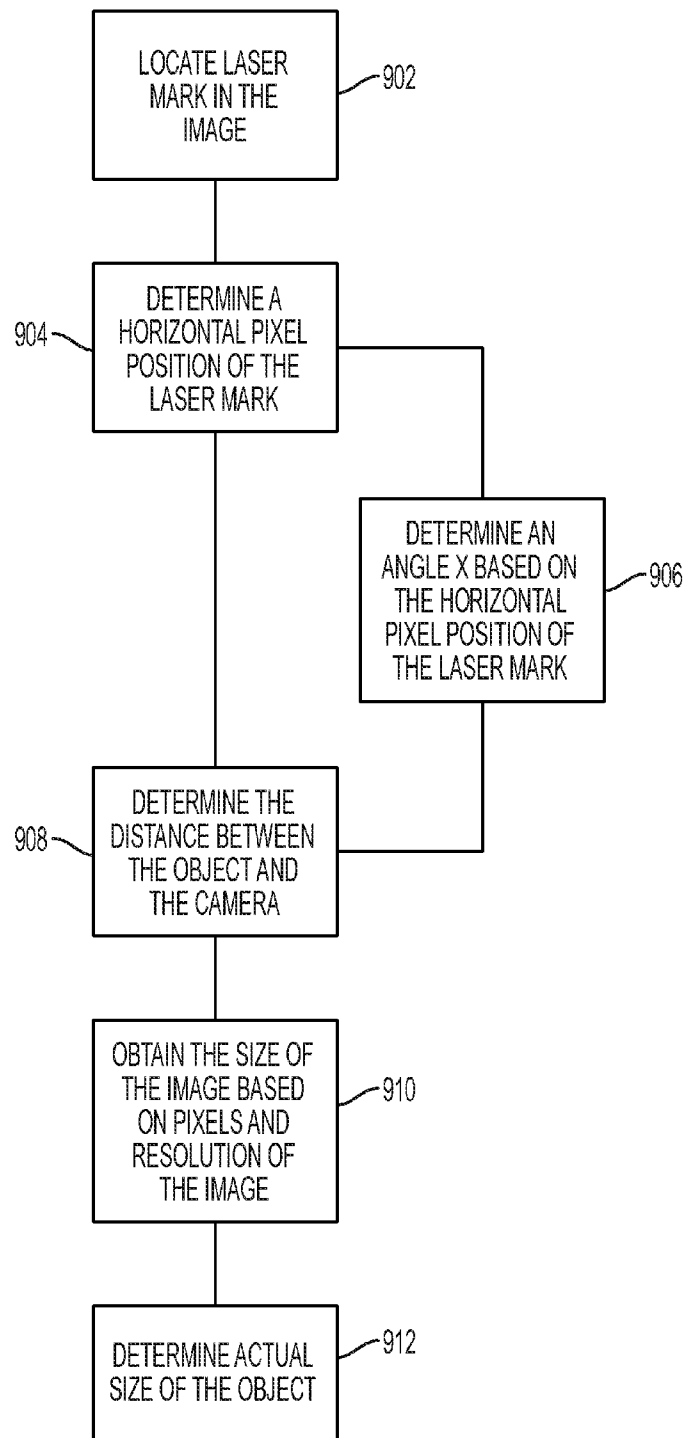 LOCATE LASER
MARK IN THE
IMAGE
902
DETERMINE A
HORIZONTAL PIXEL
POSITION OF THE
LASER MARK
904
DETERMINE AN
ANGLE X BASED ON
THE HORIZONTAL
PIXEL POSITION OF
THE LASER MARK
906
DETERMINE THE
DISTANCE BETWEEN
THE OBJECT AND
THE CAMERA
908
OBTAIN THE SIZE OF
THE IMAGE BASED
ON PIXELS AND
RESOLUTION OF
THE IMAGE
910
DETERMINE ACTUAL
SIZE OF THE OBJECT
912